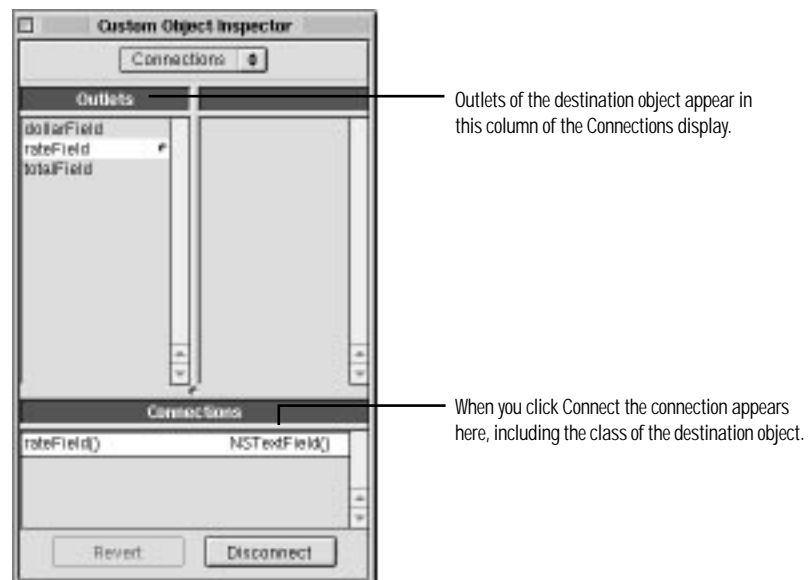 Custom Object Inspector
Connections
Outlets
Outlets of the destination object appear in
this column of the Connections display.
dollarField
rateField
totalField
Connections
When you click Connect the connection appears
here, including the class of the destination object.
rateField() NSTextField()
Revert Disconnect